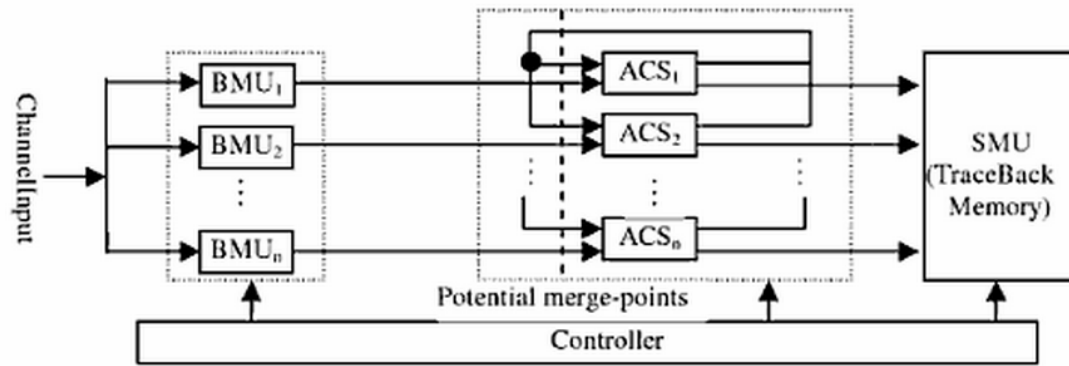 ChannelInput
BMU₁
BMU₂
BMUₙ
ACS₁
ACS₂
ACSₙ
SMU
(TraceBack
Memory)
Potential merge-points
Controller